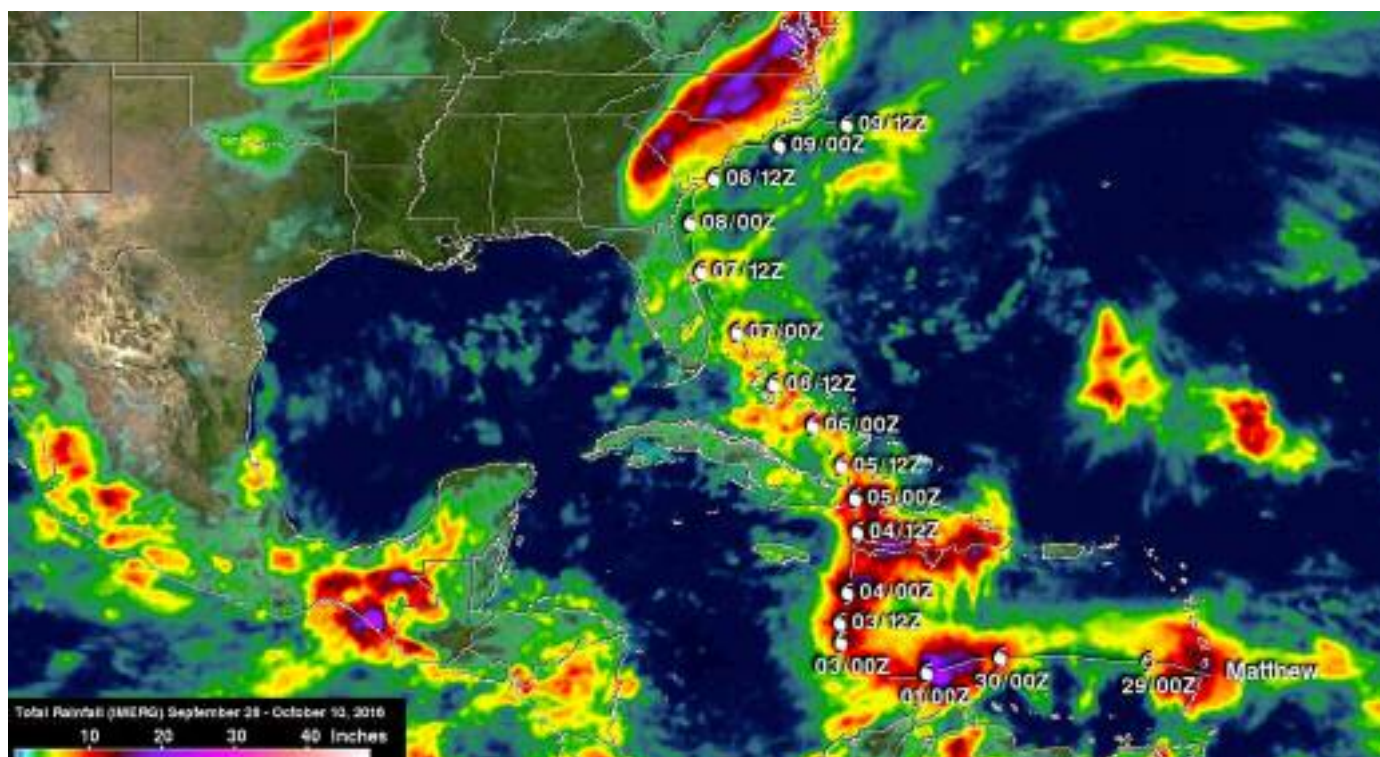 09/12Z
09/00Z
08/12Z
08/00Z
07/12Z
07/00Z
06/12Z
06/00Z
05/12Z
05/00Z
04/12Z
04/00Z
03/12Z
03/00Z
01/00Z
30/00Z
29/00Z
Matthew
Total Rainfall (IMERG) September 28 - October 10, 2016
10 20 30 40 Inches